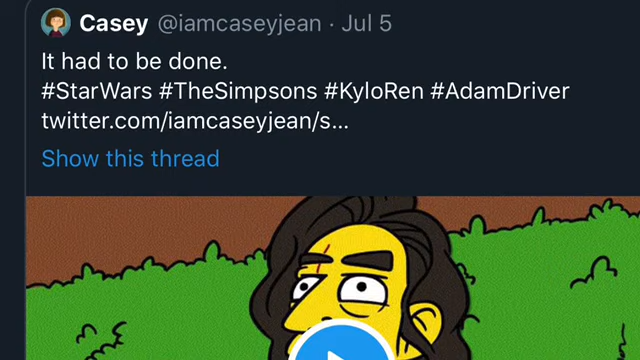 Casey @iamcaseyjean · Jul 5
It had to be done.
#StarWars #TheSimpsons #KyloRen #AdamDriver
twitter.com/iamcaseyjean/s...
Show this thread